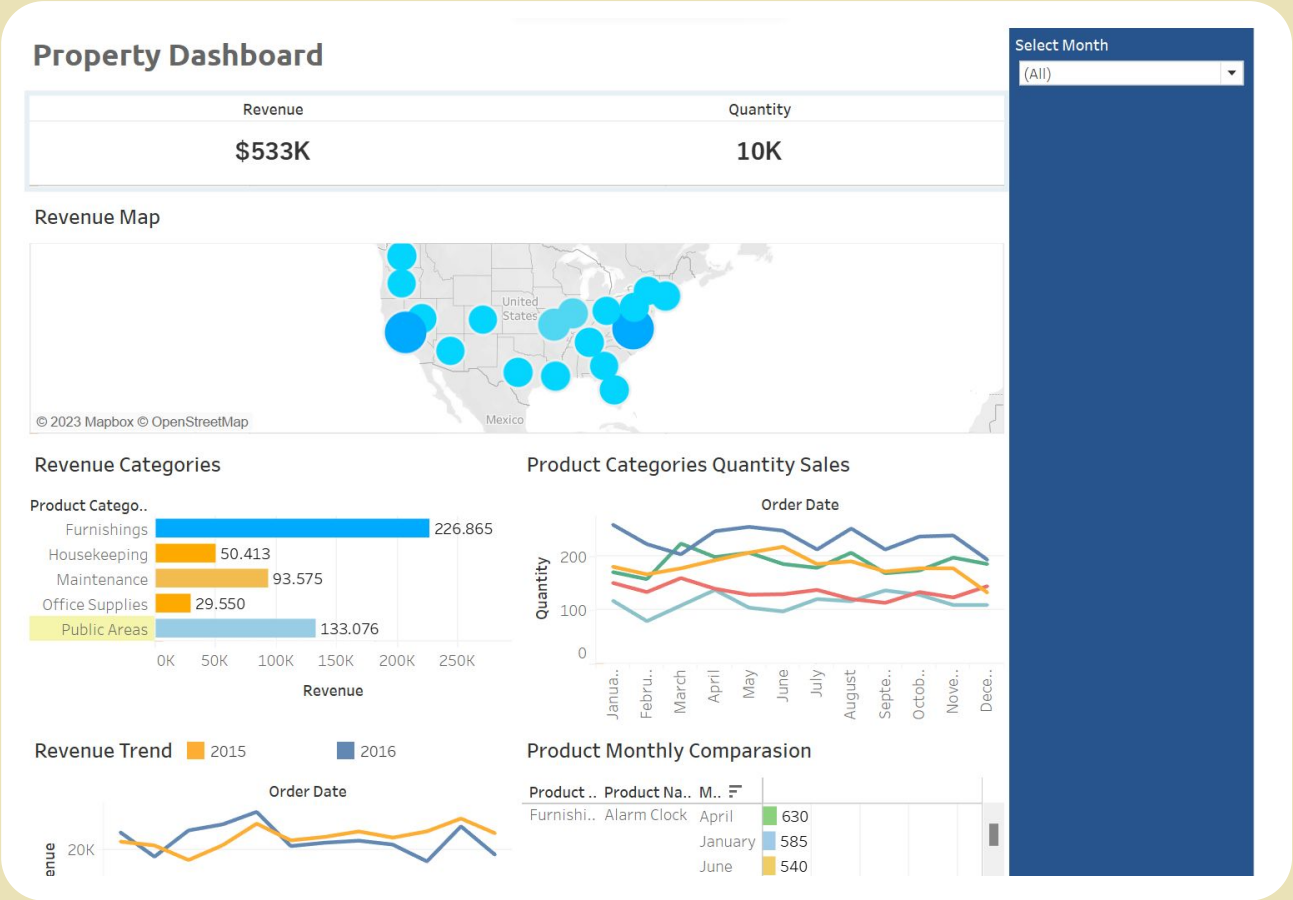 Property Dashboard
Select Month
(All)
Revenue
Quantity
$533K
10K
Revenue Map
United
States
Mexico
© 2023 Mapbox © OpenStreetMap
Revenue Categories
Product Catego..
Furnishings 226.865
Housekeeping 50.413
Maintenance 93.575
Office Supplies 29.550
Public Areas 133.076
0K 50K 100K 150K 200K 250K
Revenue
Product Categories Quantity Sales
Order Date
Quantity
200
100
0
Janua..
Febru..
March
April
May
June
July
August
Septe..
Octob..
Nove..
Dece..
Revenue Trend 2015 2016
Order Date
20K
Product Monthly Comparasion
Product .. Product Na.. M..
Furnishi.. Alarm Clock April 630
January 585
June 540